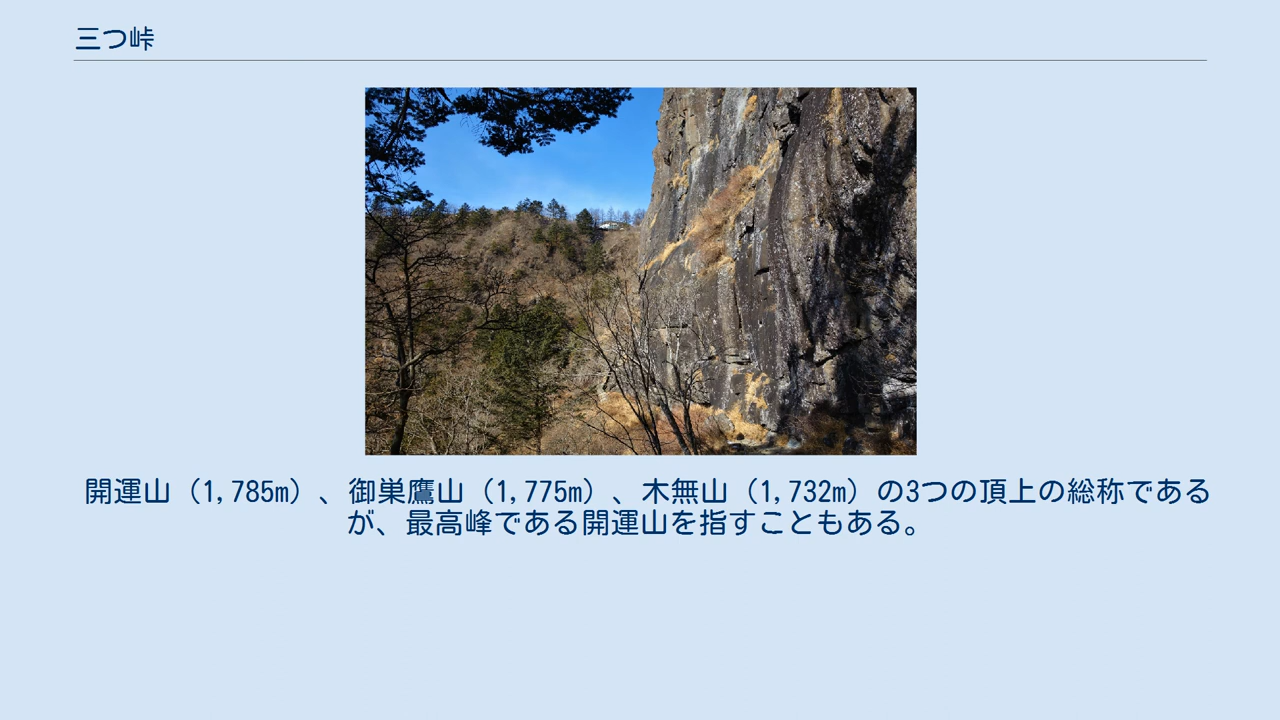 三つ峠
開運山（1,785m）、御巣鷹山（1,775m）、木無山（1,732m）の3つの頂上の総称である
が、最高峰である開運山を指すこともある。